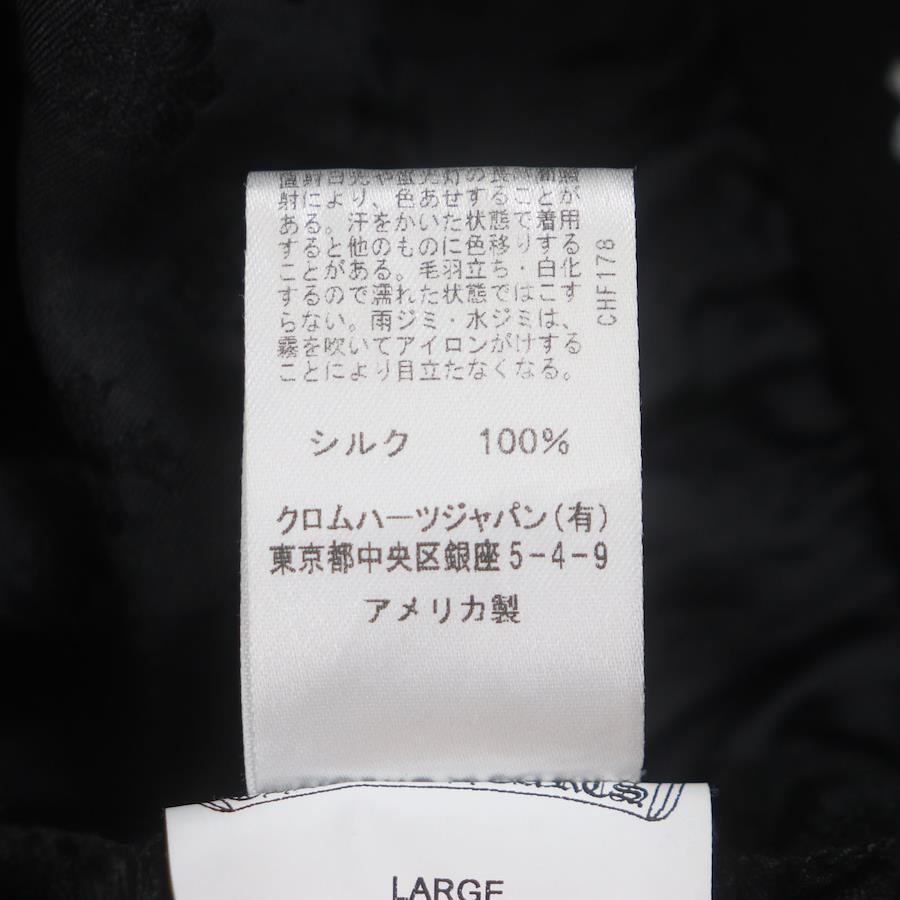 射により、色あせすることが
ある。汗をかいた状態で着用
すると他のものに色移りする
ことがある。毛羽立ち・白化
するので濡れた状態ではこす
らない。雨ジミ・水ジミは、
霧を吹いてアイロンがけする
ことにより目立たなくなる。
CHF178
シルク 100%
クロムハーツジャパン(有)
東京都中央区銀座5-4-9
アメリカ製
LARGE